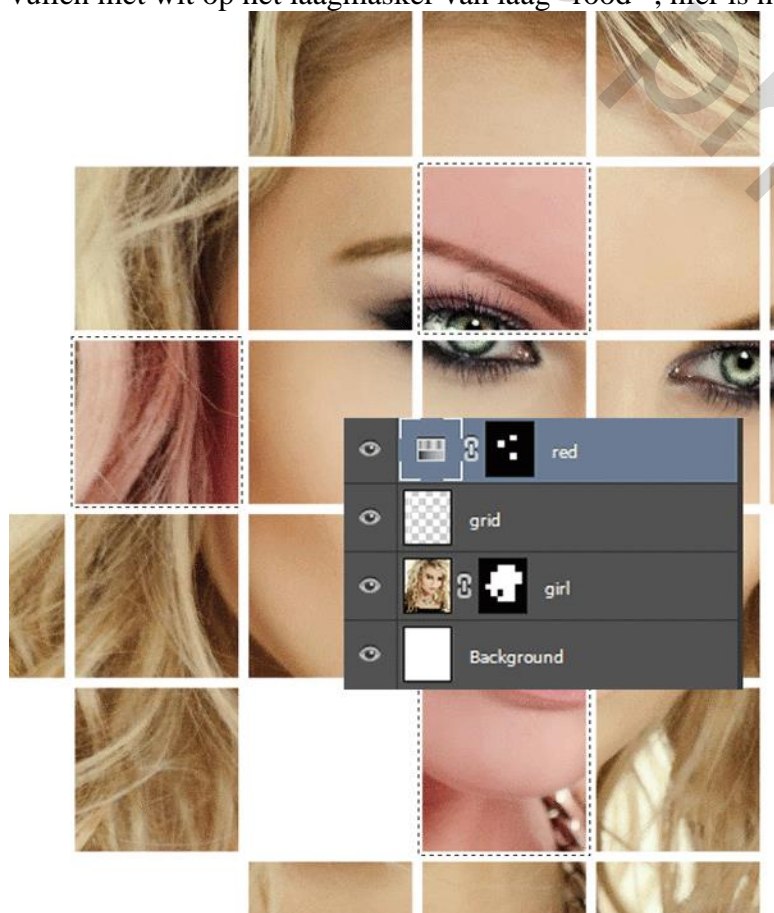 vullen met wit op het laagmasker van laag "rood" ; hier is
red
grid
girl
Background